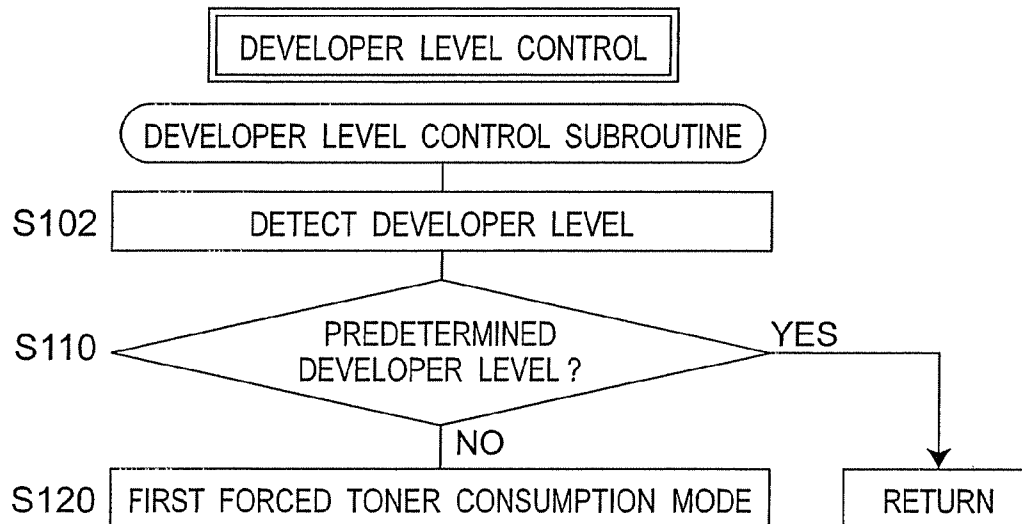 DEVELOPER LEVEL CONTROL
DEVELOPER LEVEL CONTROL SUBROUTINE
S102
DETECT DEVELOPER LEVEL
S110
PREDETERMINED
DEVELOPER LEVEL?
YES
NO
S120
FIRST FORCED TONER CONSUMPTION MODE
RETURN